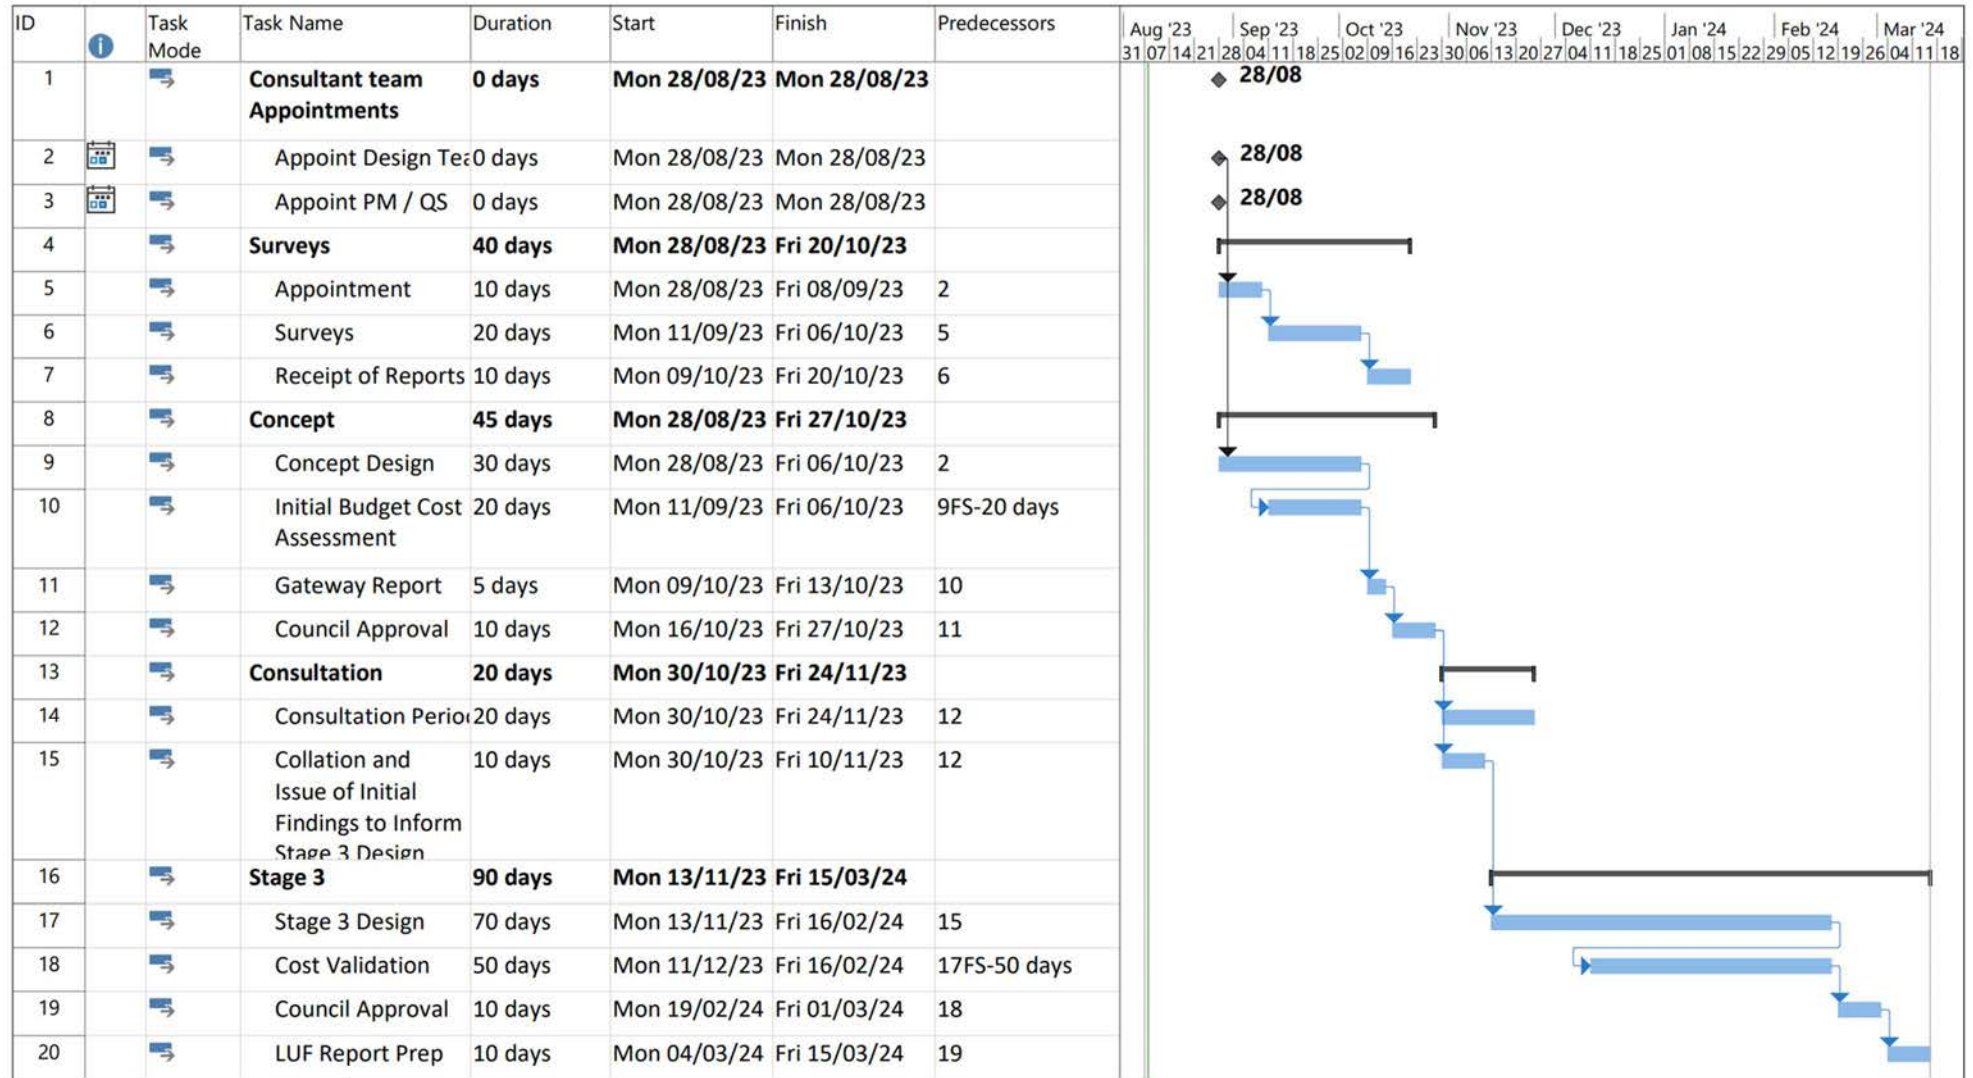 ID Task Mode Task Name Duration Start Finish Predecessors
Aug '23 Sep '23 Oct '23 Nov '23 Dec '23 Jan '24 Feb '24 Mar '24
31 07 14 21 28 04 11 18 25 02 09 16 23 30 06 13 20 27 04 11 18 25 01 08 15 22 29 05 12 19 26 04 11 18
1 Consultant team 0 days Mon 28/08/23 Mon 28/08/23 28/08
Appointments
2 Appoint Design Tea 0 days Mon 28/08/23 Mon 28/08/23 28/08
3 Appoint PM / QS 0 days Mon 28/08/23 Mon 28/08/23 28/08
4 Surveys 40 days Mon 28/08/23 Fri 20/10/23
5 Appointment 10 days Mon 28/08/23 Fri 08/09/23 2
6 Surveys 20 days Mon 11/09/23 Fri 06/10/23 5
7 Receipt of Reports 10 days Mon 09/10/23 Fri 20/10/23 6
8 Concept 45 days Mon 28/08/23 Fri 27/10/23
9 Concept Design 30 days Mon 28/08/23 Fri 06/10/23 2
10 Initial Budget Cost 20 days Mon 11/09/23 Fri 06/10/23 9FS-20 days
Assessment
11 Gateway Report 5 days Mon 09/10/23 Fri 13/10/23 10
12 Council Approval 10 days Mon 16/10/23 Fri 27/10/23 11
13 Consultation 20 days Mon 30/10/23 Fri 24/11/23
14 Consultation Perio 20 days Mon 30/10/23 Fri 24/11/23 12
15 Collation and 10 days Mon 30/10/23 Fri 10/11/23 12
Issue of Initial
Findings to Inform
Stage 3 Design
16 Stage 3 90 days Mon 13/11/23 Fri 15/03/24
17 Stage 3 Design 70 days Mon 13/11/23 Fri 16/02/24 15
18 Cost Validation 50 days Mon 11/12/23 Fri 16/02/24 17FS-50 days
19 Council Approval 10 days Mon 19/02/24 Fri 01/03/24 18
20 LUF Report Prep 10 days Mon 04/03/24 Fri 15/03/24 19